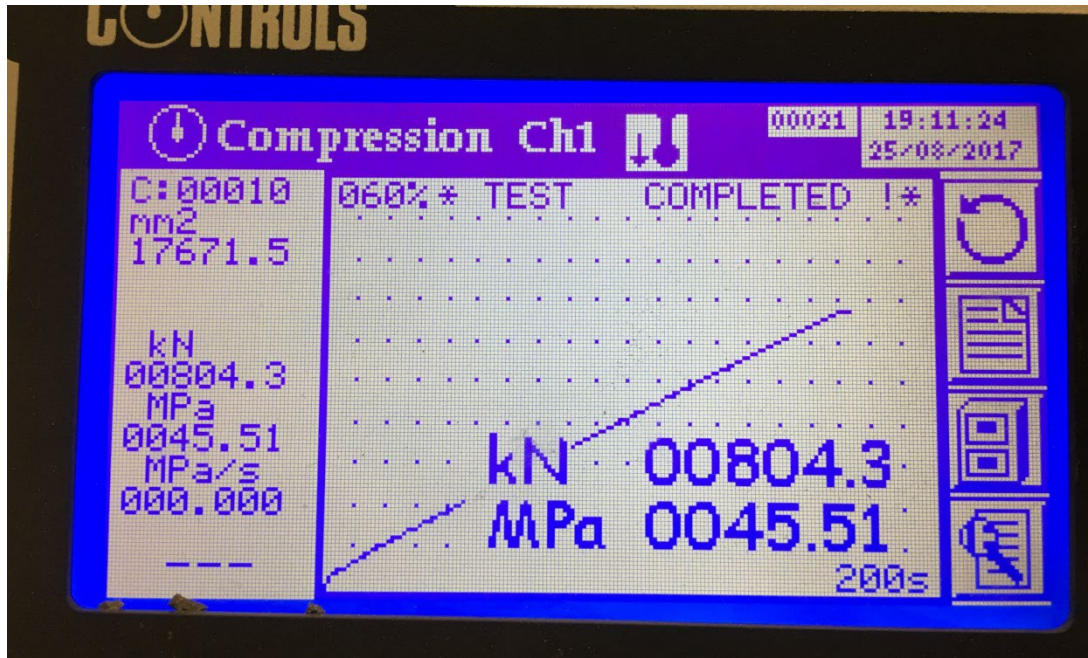 CONTROLS
Compression Ch1
00021
19:11:24
25/08/2017
C:00010
mm2
17671.5
kN
00804.3
MPa
0045.51
MPa/s
000.000
---
060%* TEST COMPLETED !*
kN 00804.3
MPa 0045.51
200s